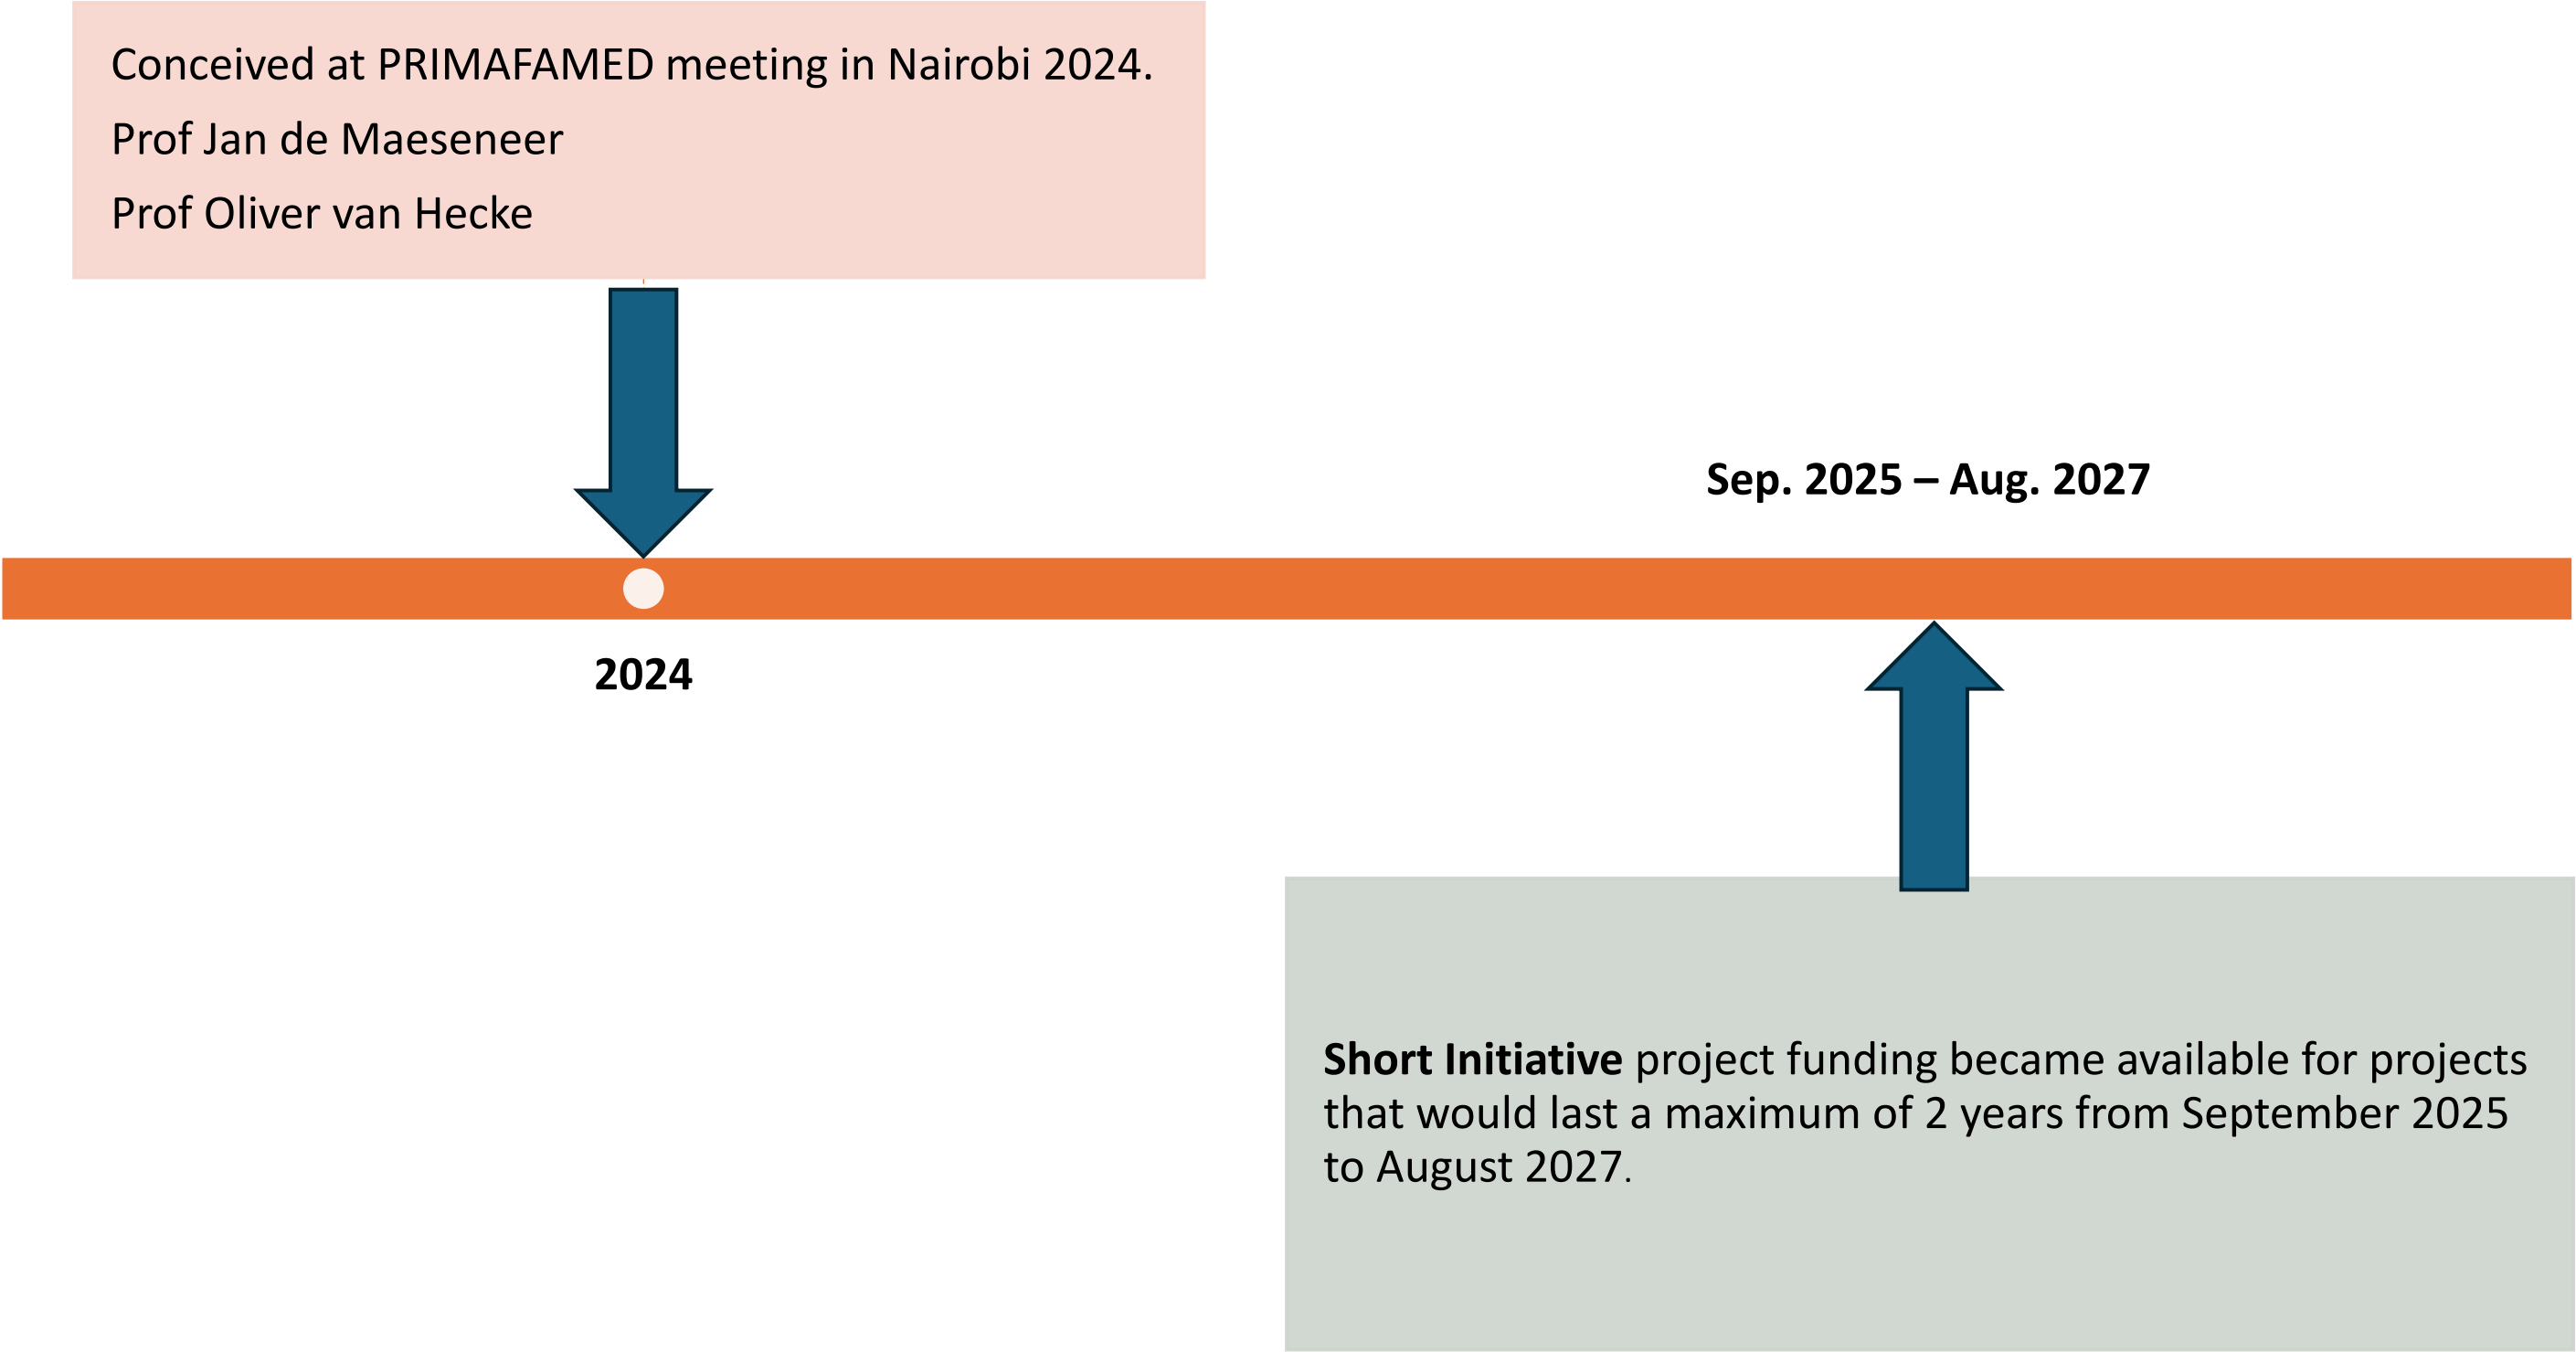 Conceived at PRIMAFAMED meeting in Nairobi 2024.
Prof Jan de Maeseneer
Prof Oliver van Hecke
Sep. 2025 – Aug. 2027
2024
Short Initiative project funding became available for projects
that would last a maximum of 2 years from September 2025
to August 2027.